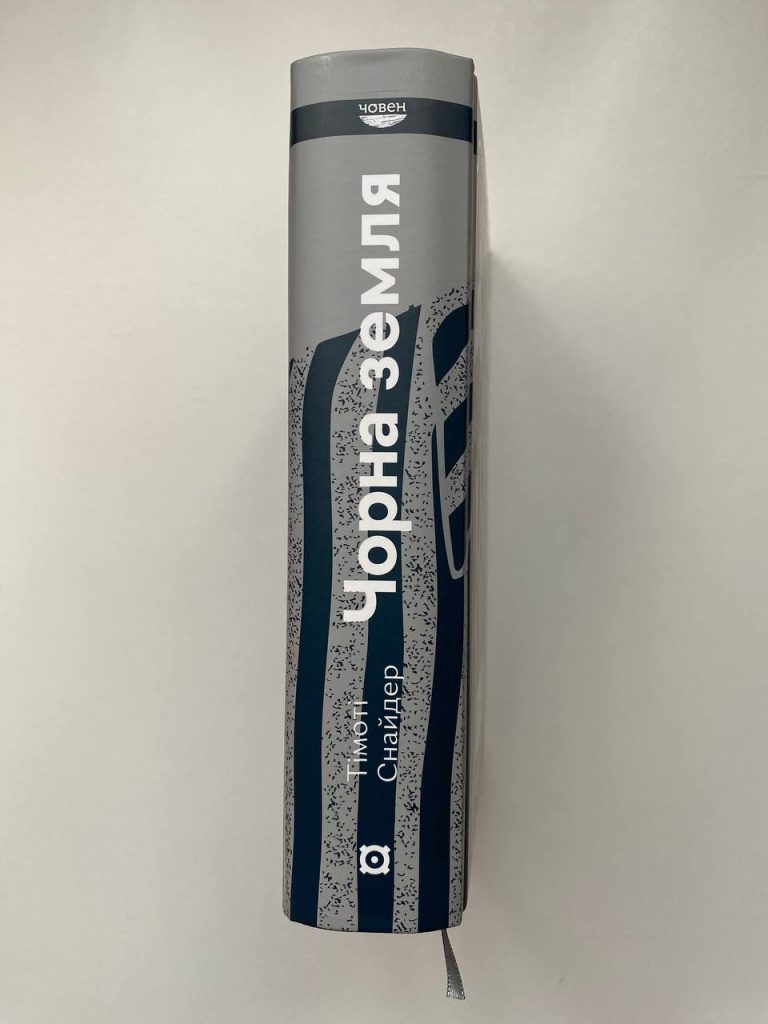 човен
Чорна земля
Тімоті
Снайдер